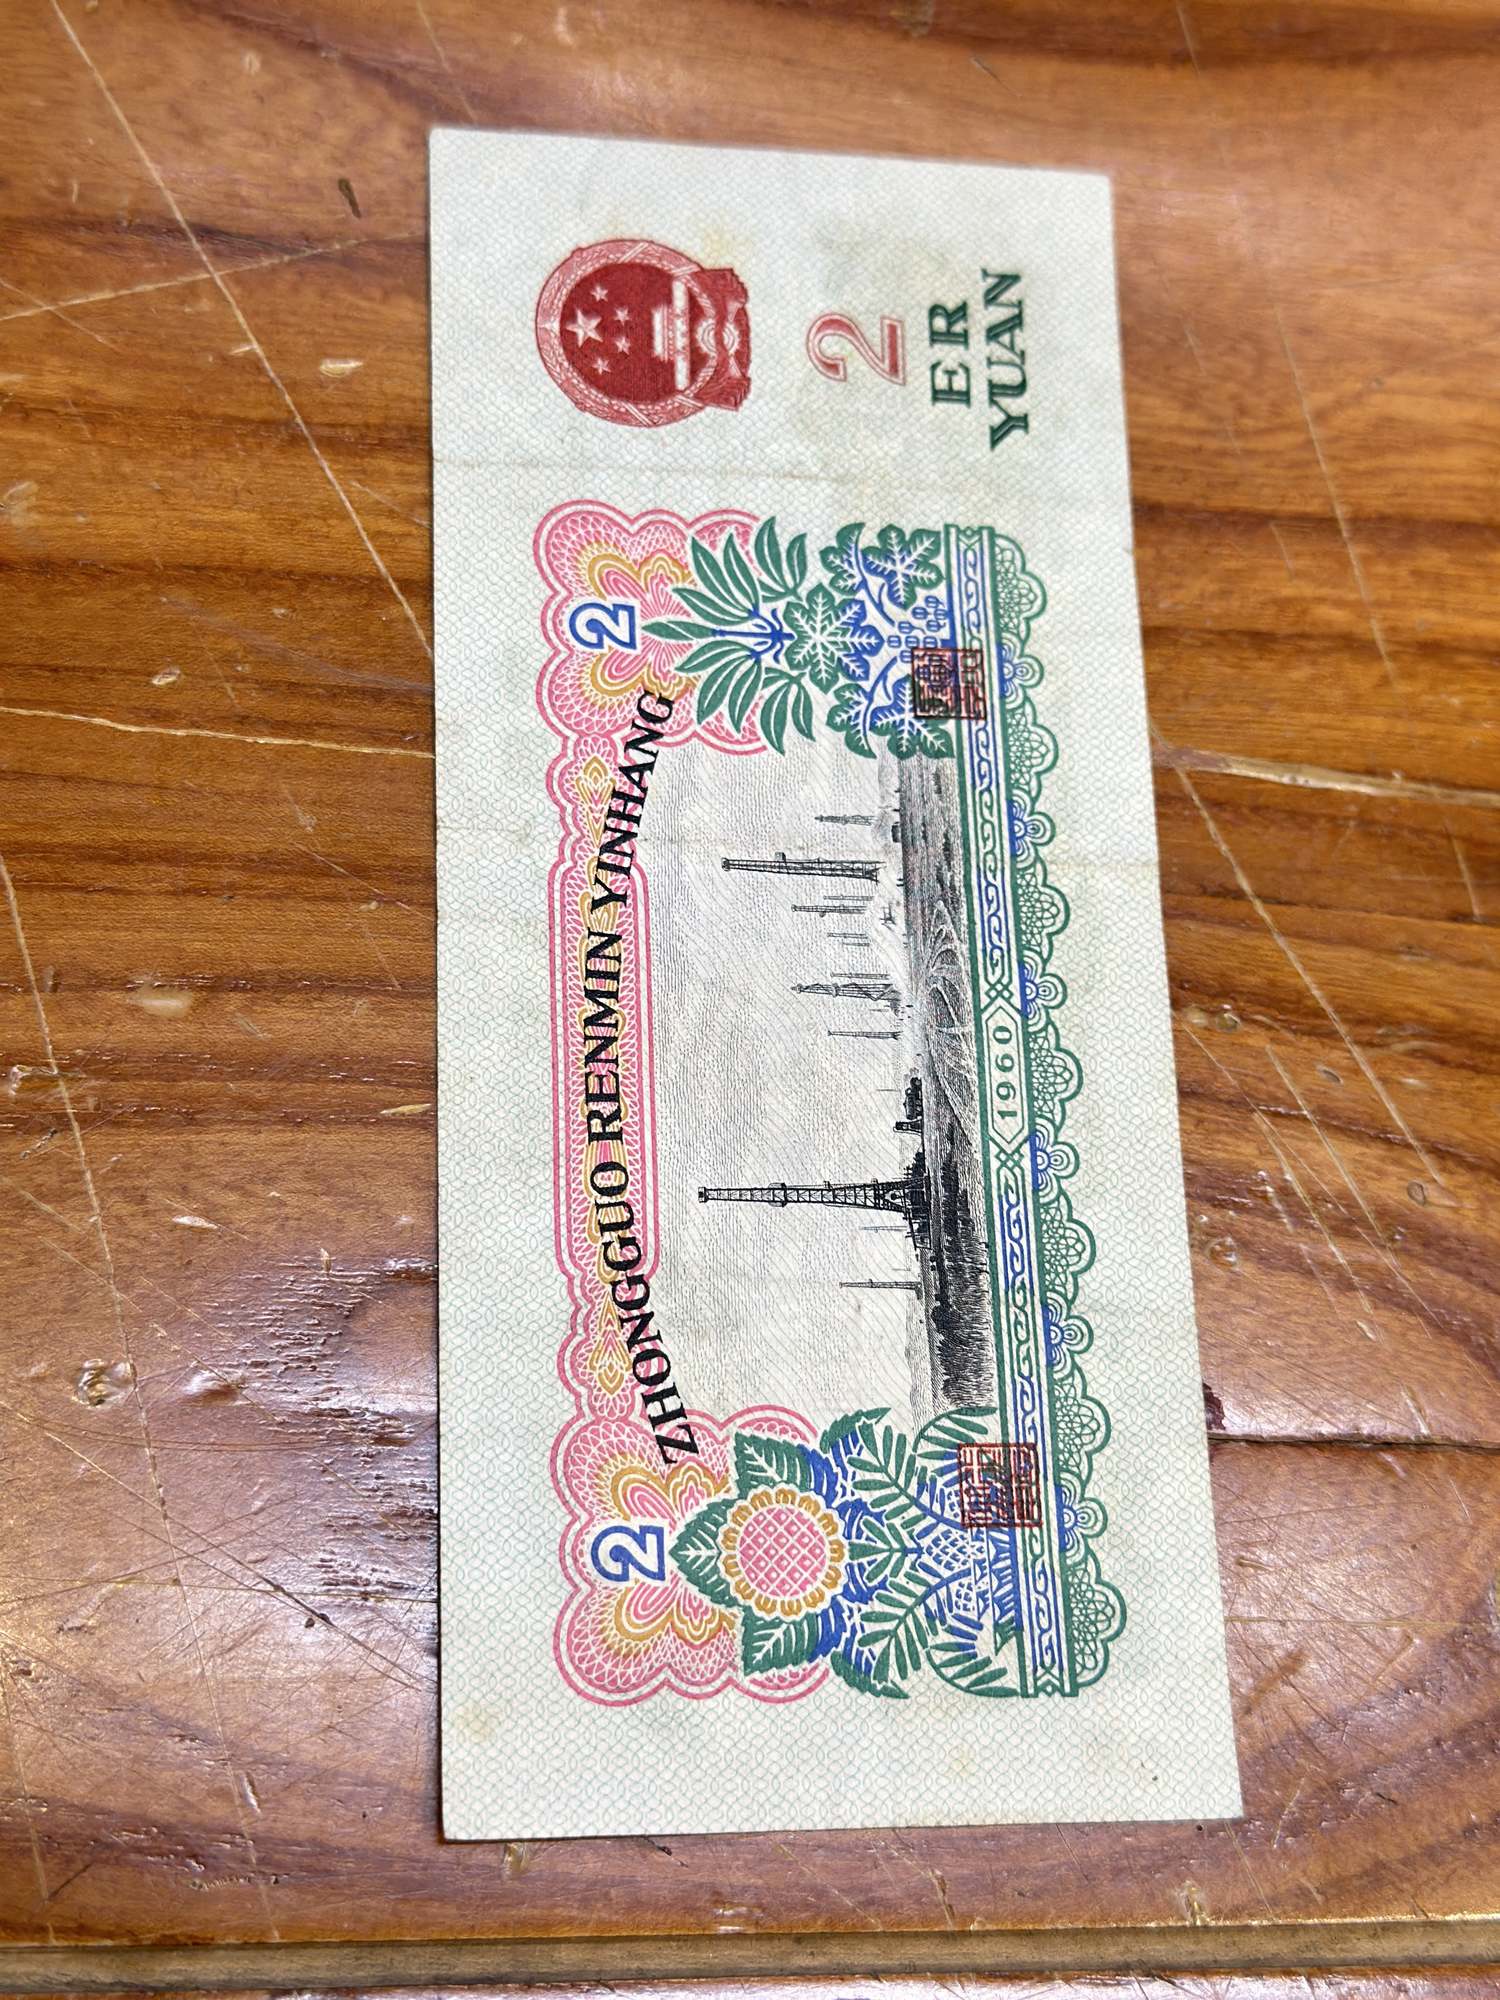 ZHONGGUO RENMIN YINHANG
2
2
2
ER
YUAN
1960